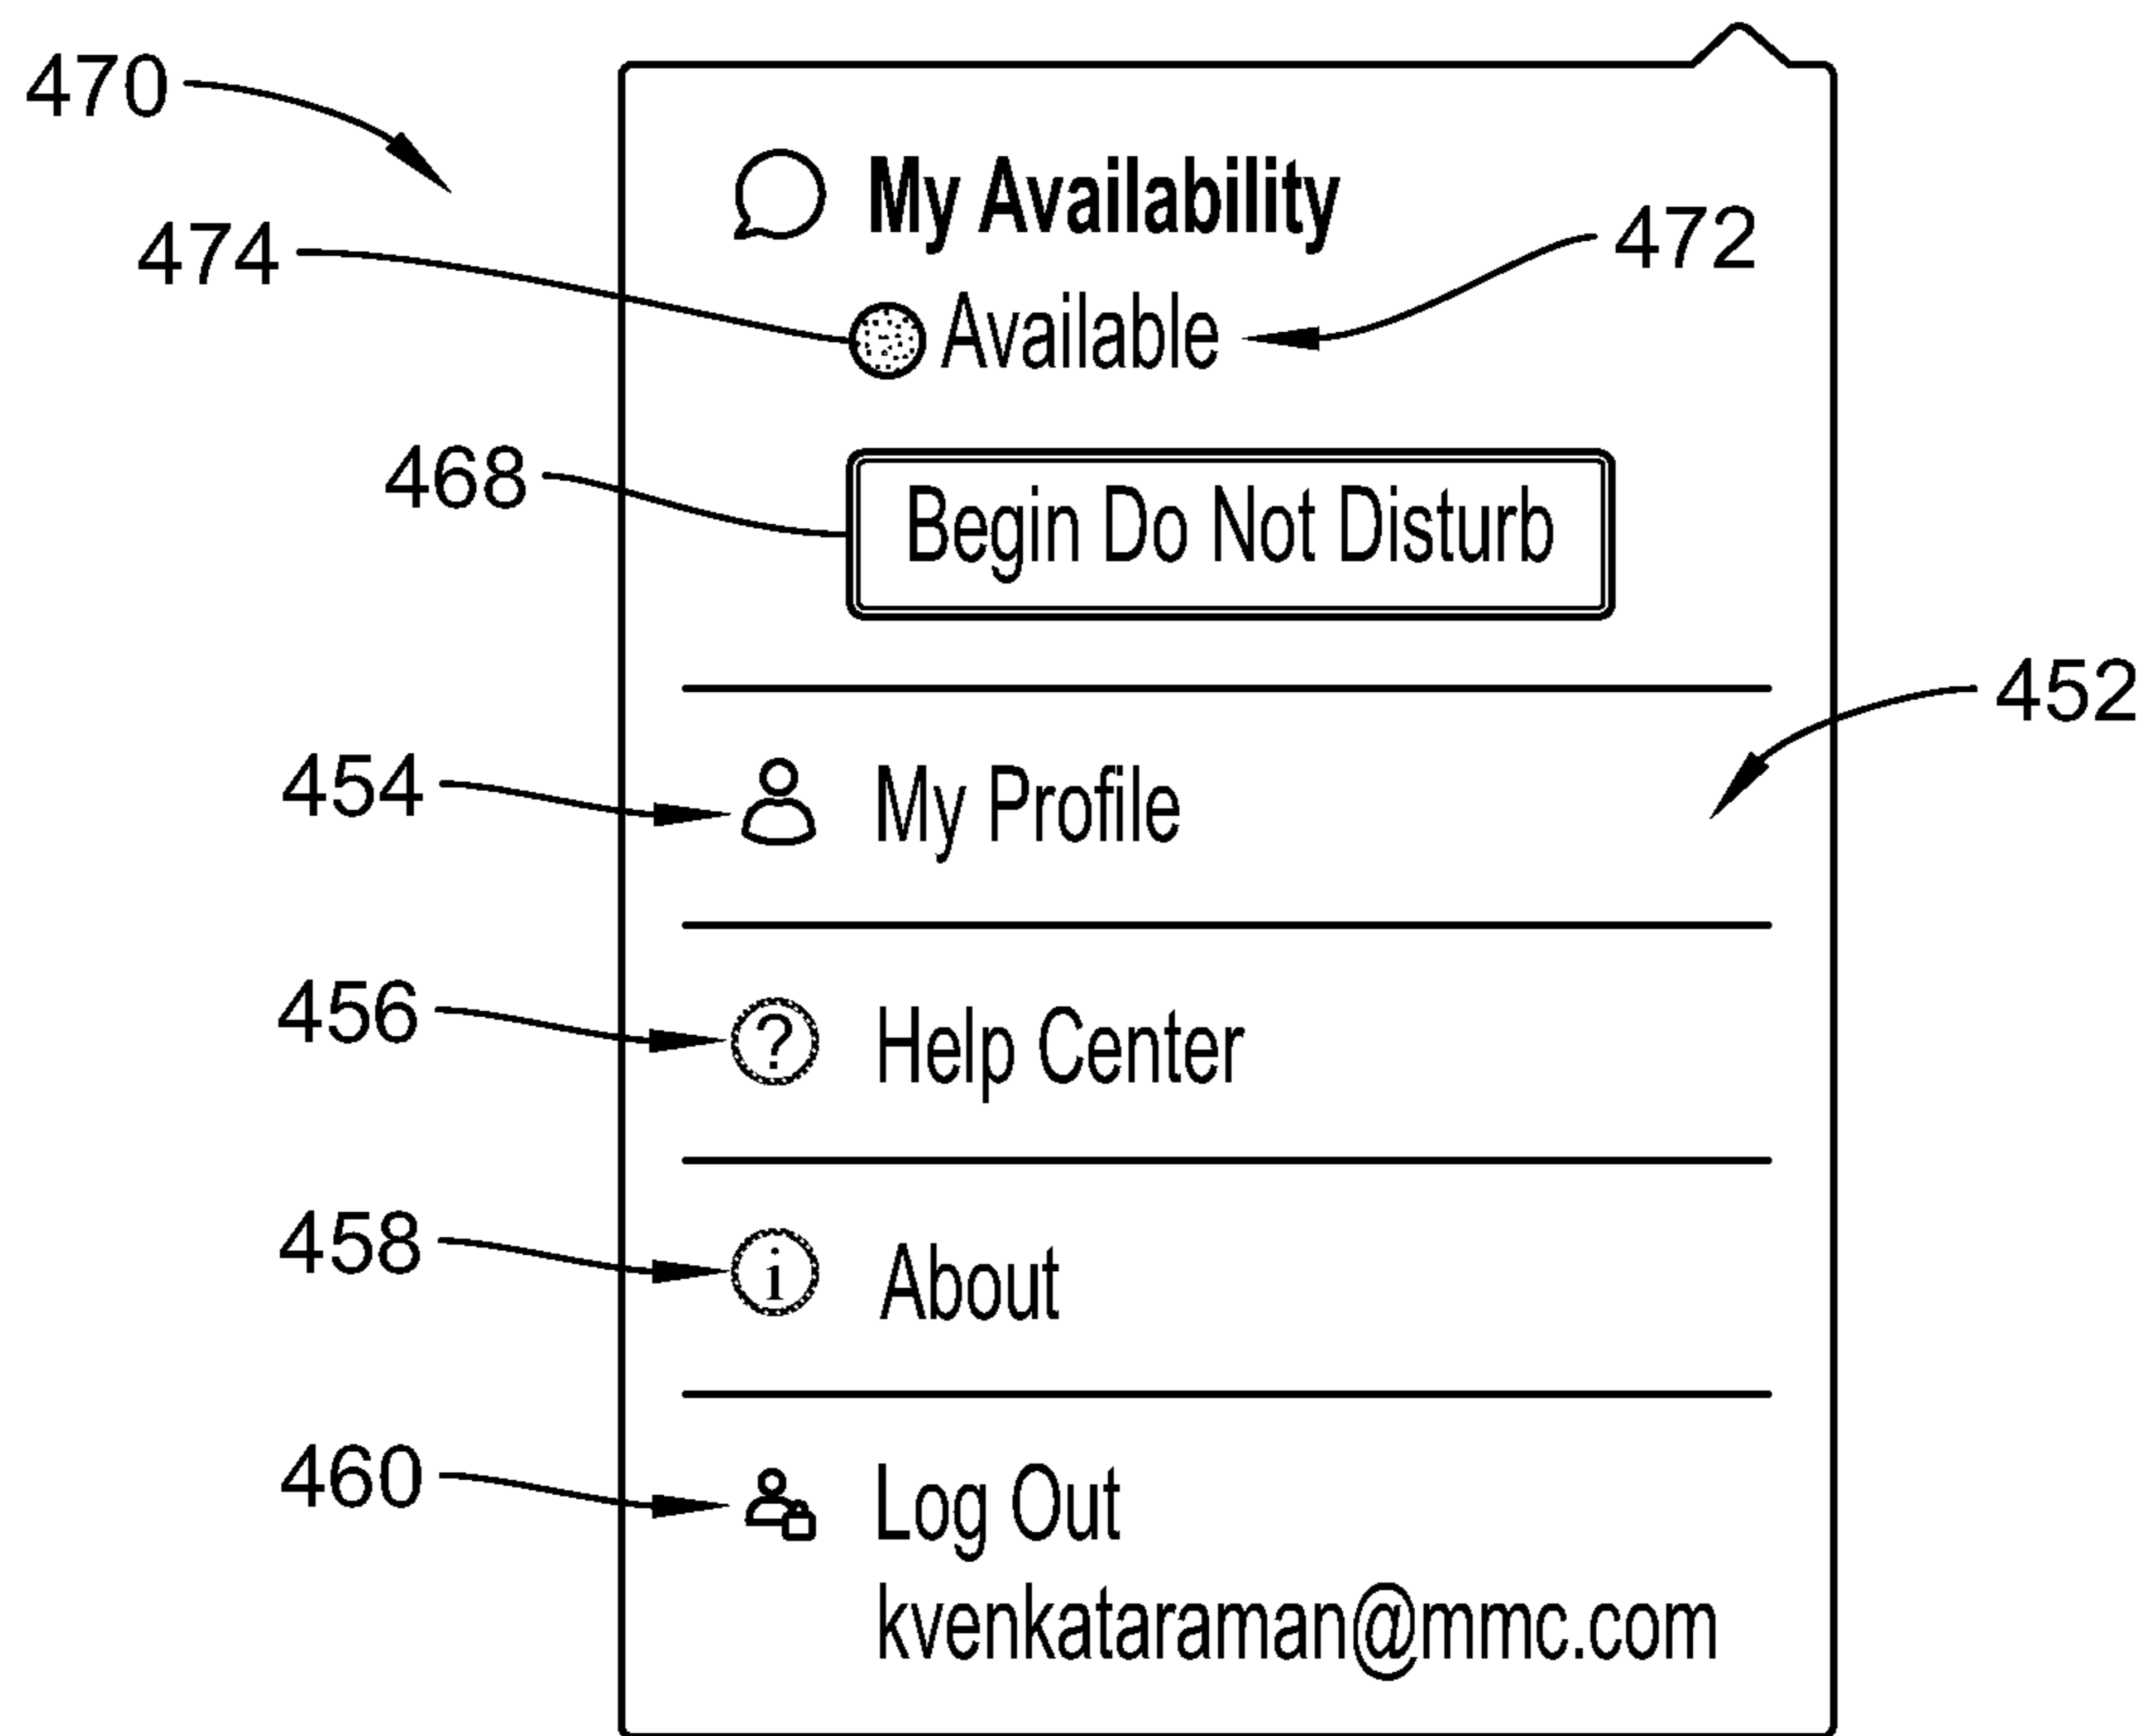 470
My Availability
474
Available
472
468
Begin Do Not Disturb
452
454
My Profile
456
?
Help Center
458
i
About
460
Log Out
kvenkataraman@mmc.com